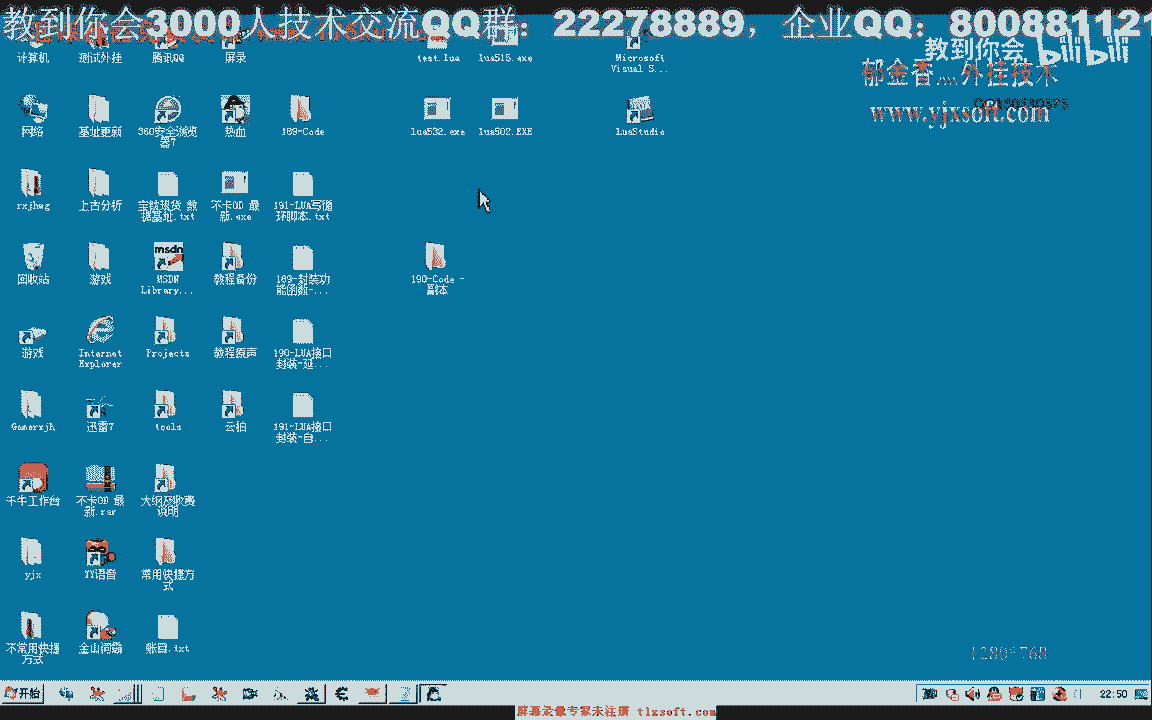 教到你会3000人技术交流QQ群：22278889，企业QQ：800881121
教到你会 bilibili
郁金香灬外挂技术
www.yjxsoft.com
计算机 测试外挂 腾讯QQ 屏录 test.lua lua515.exe Microsoft
Visual S...
网络 基址更新 360安全浏览
器7 热血 189-Code lua532.exe lua502.EXE LuaStudio
rxjhwg 上古分析 数
据基址.txt 不卡OD 最
新.exe 191-LUA写循
环脚本.txt
回收站 游戏 MSDN
Library... 教程备份 189-封装功
能函数-... 190-Code -
副本
msdn
游戏 Internet
Explorer Projects 教程原声 190-LUA接口
封装-延...
Gamerxjh 迅雷7 tools 云拍 191-LUA接口
封装-自...
千牛工作台 不卡OD 最
新.rar 大纲及收费
说明
yjx YY语音 常用快捷方
式
不常用快捷
方式 金山词霸 账目.txt
1280*768
开始 22:50
屏幕录像专家未注册 tlxsoft.com